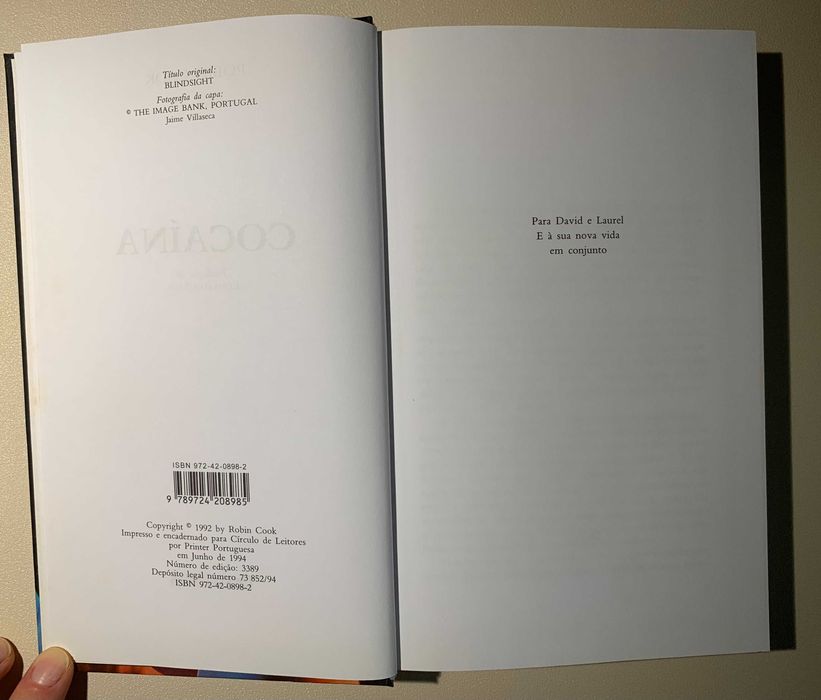 Título original:
BLINDSIGHT
Fotografia da capa:
© THE IMAGE BANK, PORTUGAL
Jaime Villaseca
COCAÍNA
ISBN 972-42-0898-2
9 789724 208985
Copyright © 1992 by Robin Cook
Impresso e encadernado para Círculo de Leitores
por Printer Portuguesa
em Junho de 1994
Número de edição: 3389
Depósito legal número 73 852/94
ISBN 972-42-0898-2
Para David e Laurel
E à sua nova vida
em conjunto